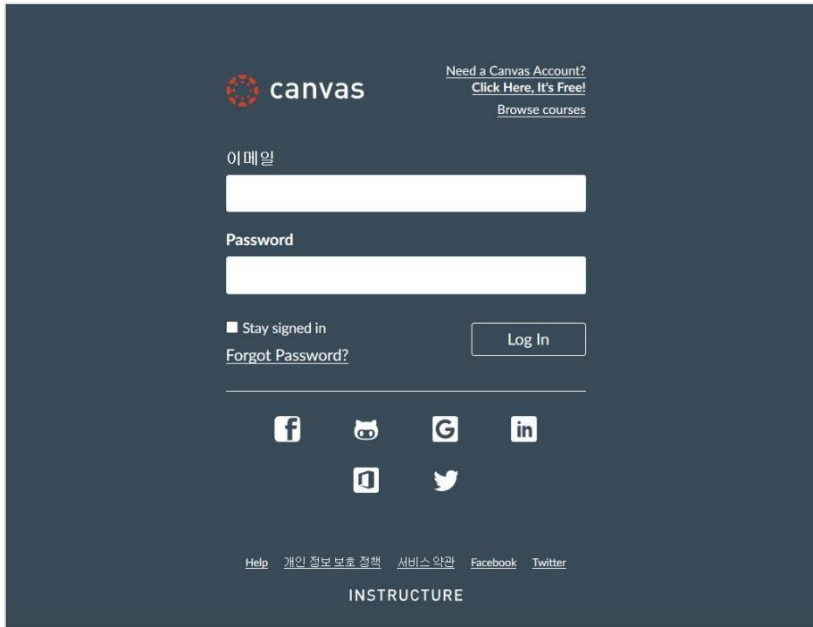 canvas
Need a Canvas Account?
Click Here, It's Free!
Browse courses
이메일
Password
Stay signed in
Log In
Forgot Password?
Help 개인 정보 보호 정책 서비스 약관 Facebook Twitter
INSTRUCTURE